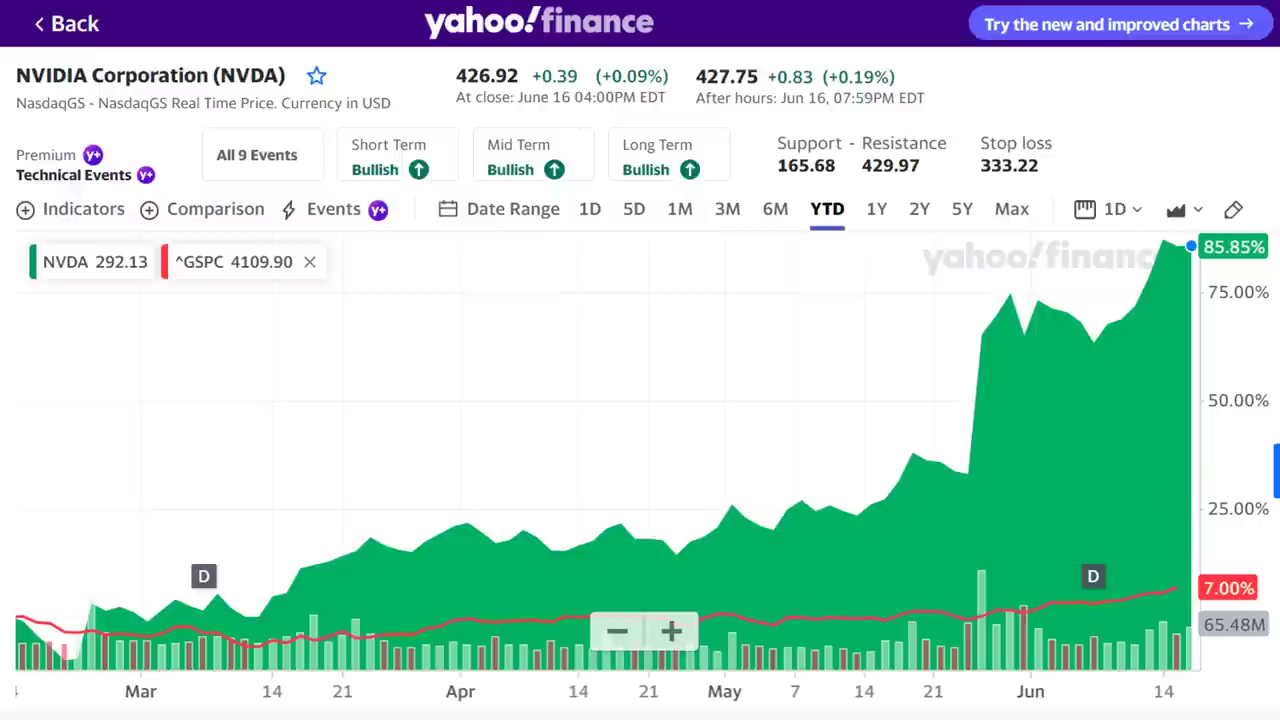 Back
yahoo!finance
Try the new and improved charts →
NVIDIA Corporation (NVDA)
426.92 +0.39 (+0.09%)
427.75 +0.83 (+0.19%)
NasdaqGS - NasdaqGS Real Time Price. Currency in USD
At close: June 16 04:00PM EDT
After hours: Jun 16, 07:59PM EDT
Premium y+
Technical Events y+
All 9 Events
Short Term
Bullish
Mid Term
Bullish
Long Term
Bullish
Support - Resistance
165.68 429.97
Stop loss
333.22
Indicators Comparison Events y+ Date Range 1D 5D 1M 3M 6M YTD 1Y 2Y 5Y Max 1D
NVDA 292.13 ^GSPC 4109.90 ×
yahoo!financ
85.85%
75.00%
50.00%
25.00%
D
D
7.00%
65.48M
− +
Mar 14 21 Apr 14 21 May 7 14 21 Jun 14